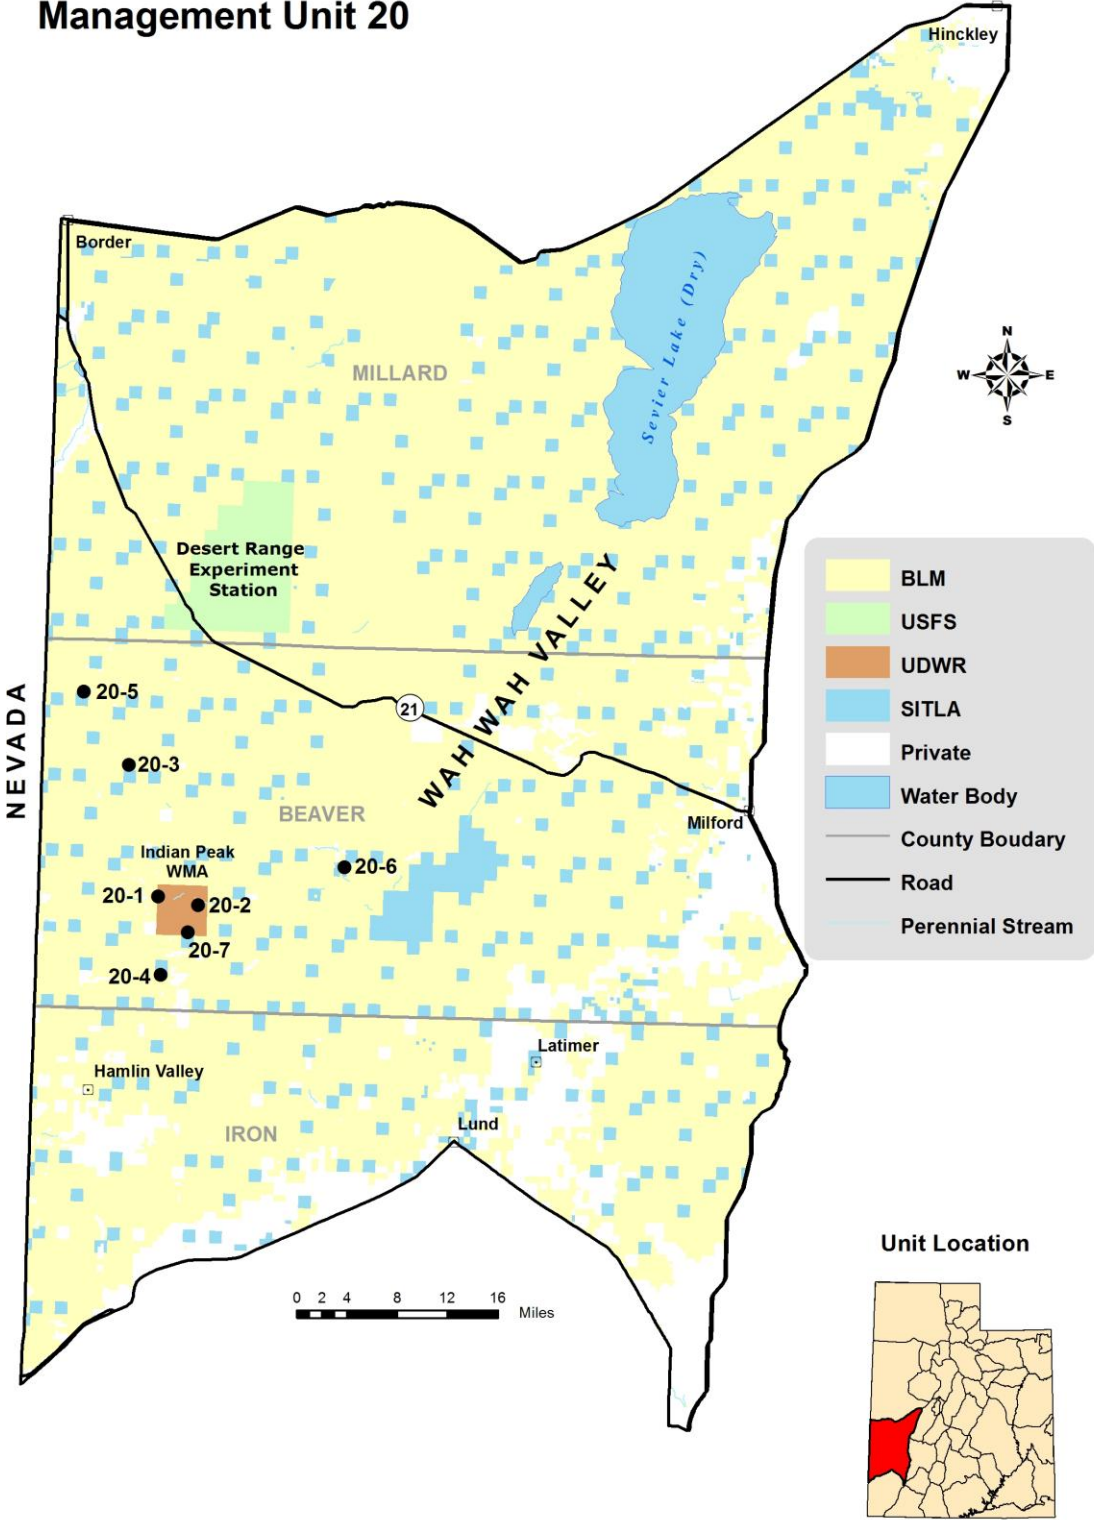 Management Unit 20
Hinckley
Border
Sevier Lake (Dry)
MILLARD
N
W E
S
Desert Range
Experiment
Station
WAH WAH VALLEY
BLM
USFS
UDWR
SITLA
Private
Water Body
County Boudary
Road
Perennial Stream
NEVADA
20-5
21
20-3
BEAVER
Milford
Indian Peak
WMA
20-6
20-1
20-2
20-7
20-4
Latimer
Hamlin Valley
Lund
IRON
0 2 4 8 12 16
Miles
Unit Location